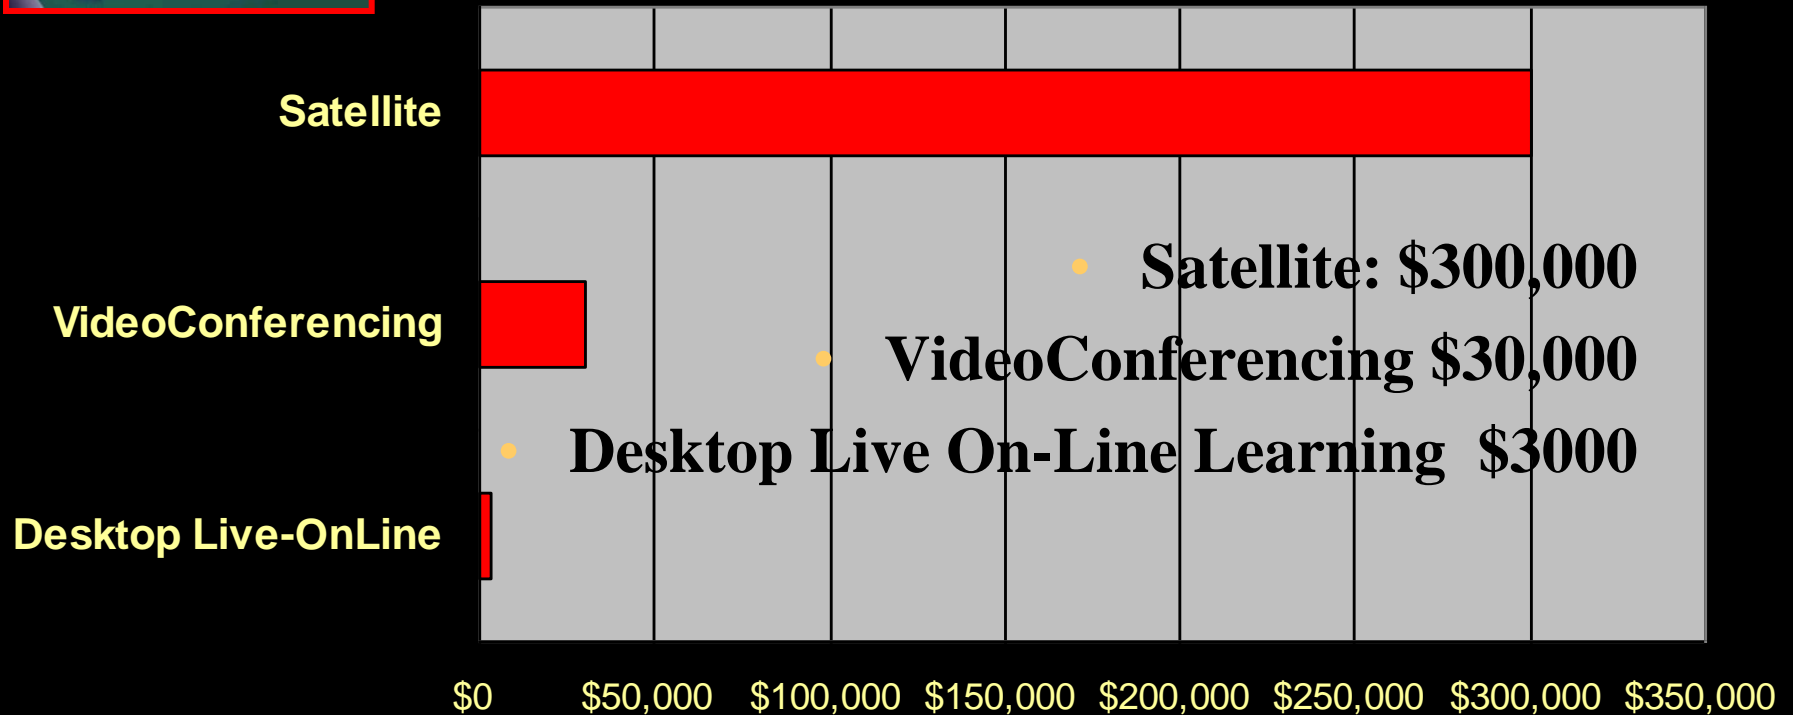 Satellite
• Satellite: $300,000
VideoConferencing
• VideoConferencing $30,000
• Desktop Live On-Line Learning  $3000
Desktop Live-OnLine
$0 $50,000 $100,000 $150,000 $200,000 $250,000 $300,000 $350,000